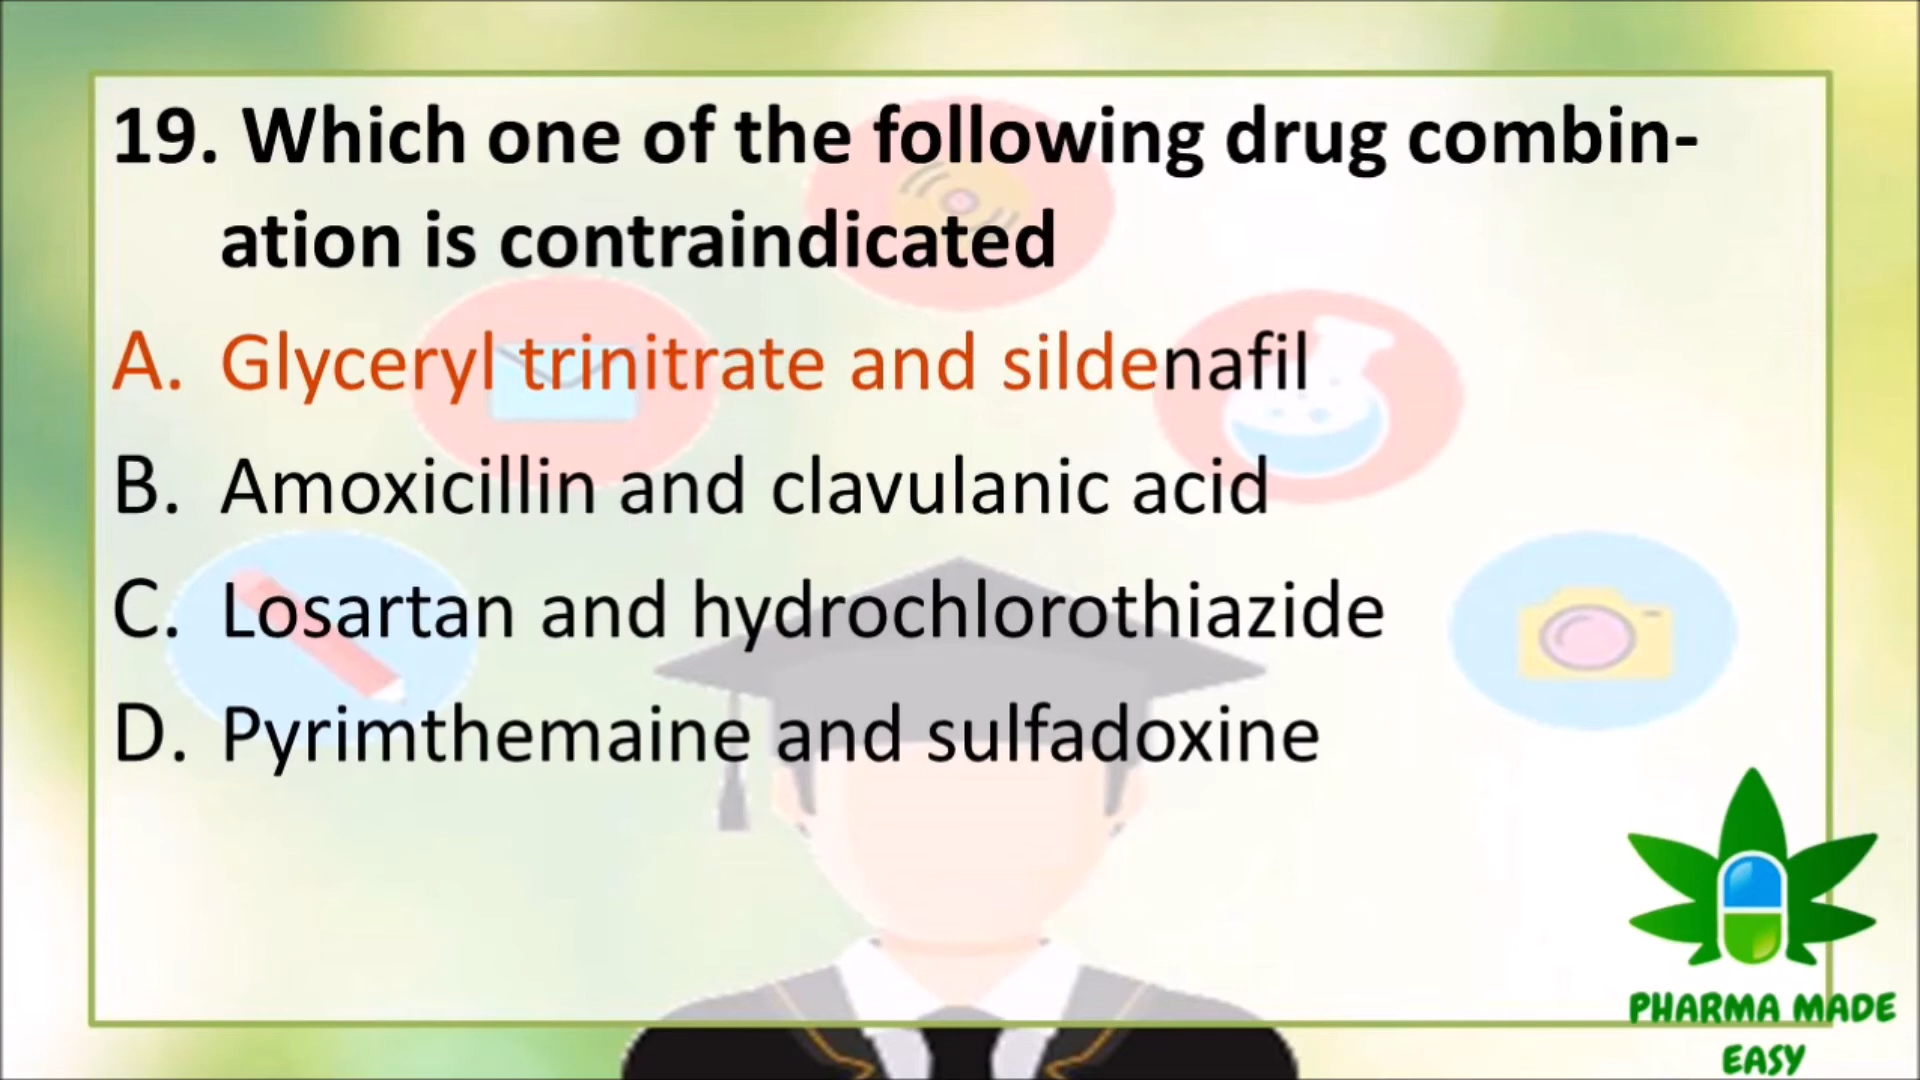 19. Which one of the following drug combin-
ation is contraindicated
A. Glyceryl trinitrate and sildenafil
B. Amoxicillin and clavulanic acid
C. Losartan and hydrochlorothiazide
D. Pyrimthemaine and sulfadoxine
PHARMA MADE
EASY